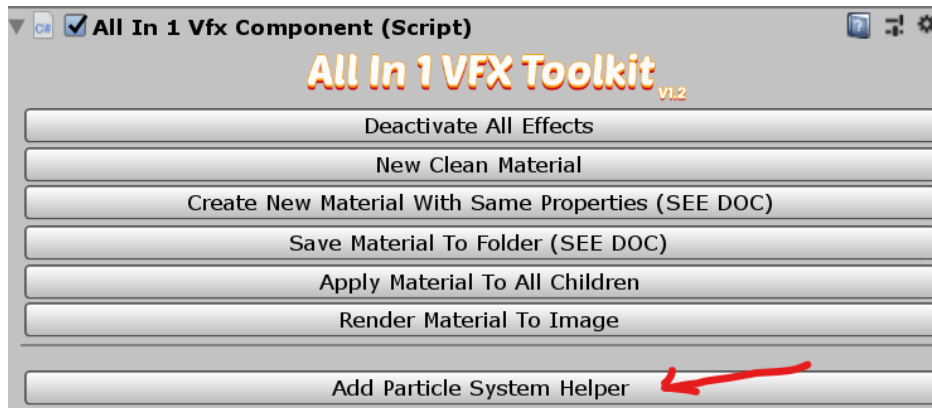 C# All In 1 Vfx Component (Script)
All In 1 VFX Toolkit V1.2
Deactivate All Effects
New Clean Material
Create New Material With Same Properties (SEE DOC)
Save Material To Folder (SEE DOC)
Apply Material To All Children
Render Material To Image
Add Particle System Helper